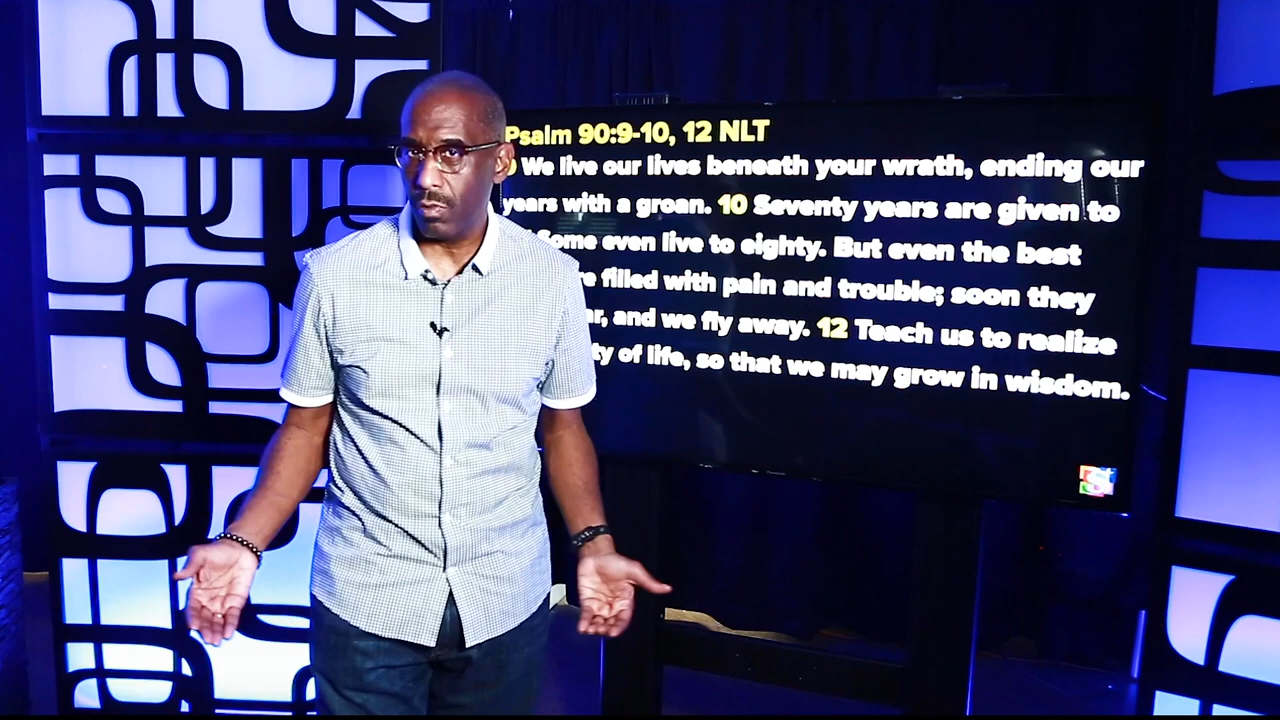 Psalm 90:9-10, 12 NLT
We live our lives beneath your wrath, ending our
years with a groan. 10 Seventy years are given to
Some even live to eighty. But even the best
filled with pain and trouble; soon they
and we fly away. 12 Teach us to realize
of life, so that we may grow in wisdom.